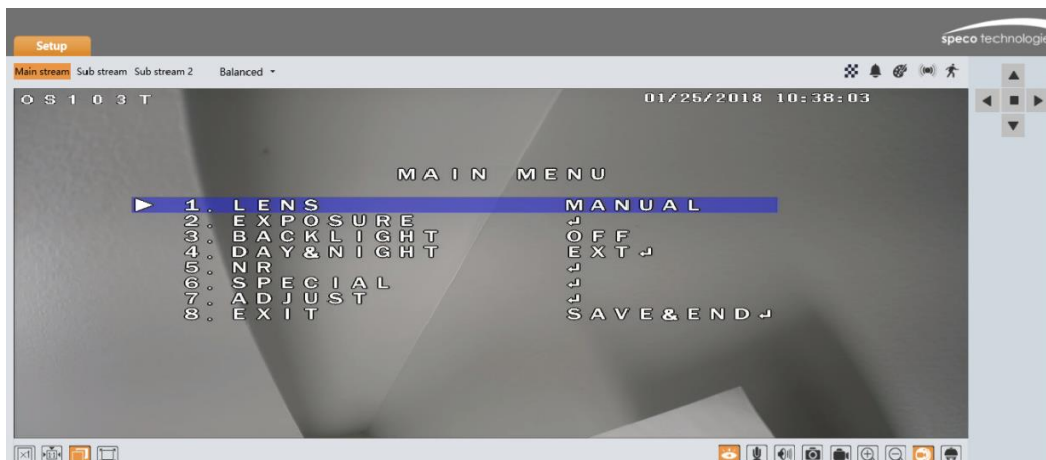 speco technologie
Setup
Main stream Sub stream Sub stream 2 Balanced
OS103T 01/25/2018 10:38:03
MAIN MENU
1. LENS MANUAL
2. EXPOSURE ↵
3. BACKLIGHT OFF
4. DAY&NIGHT EXT↵
5. NR ↵
6. SPECIAL ↵
7. ADJUST ↵
8. EXIT SAVE&END↵